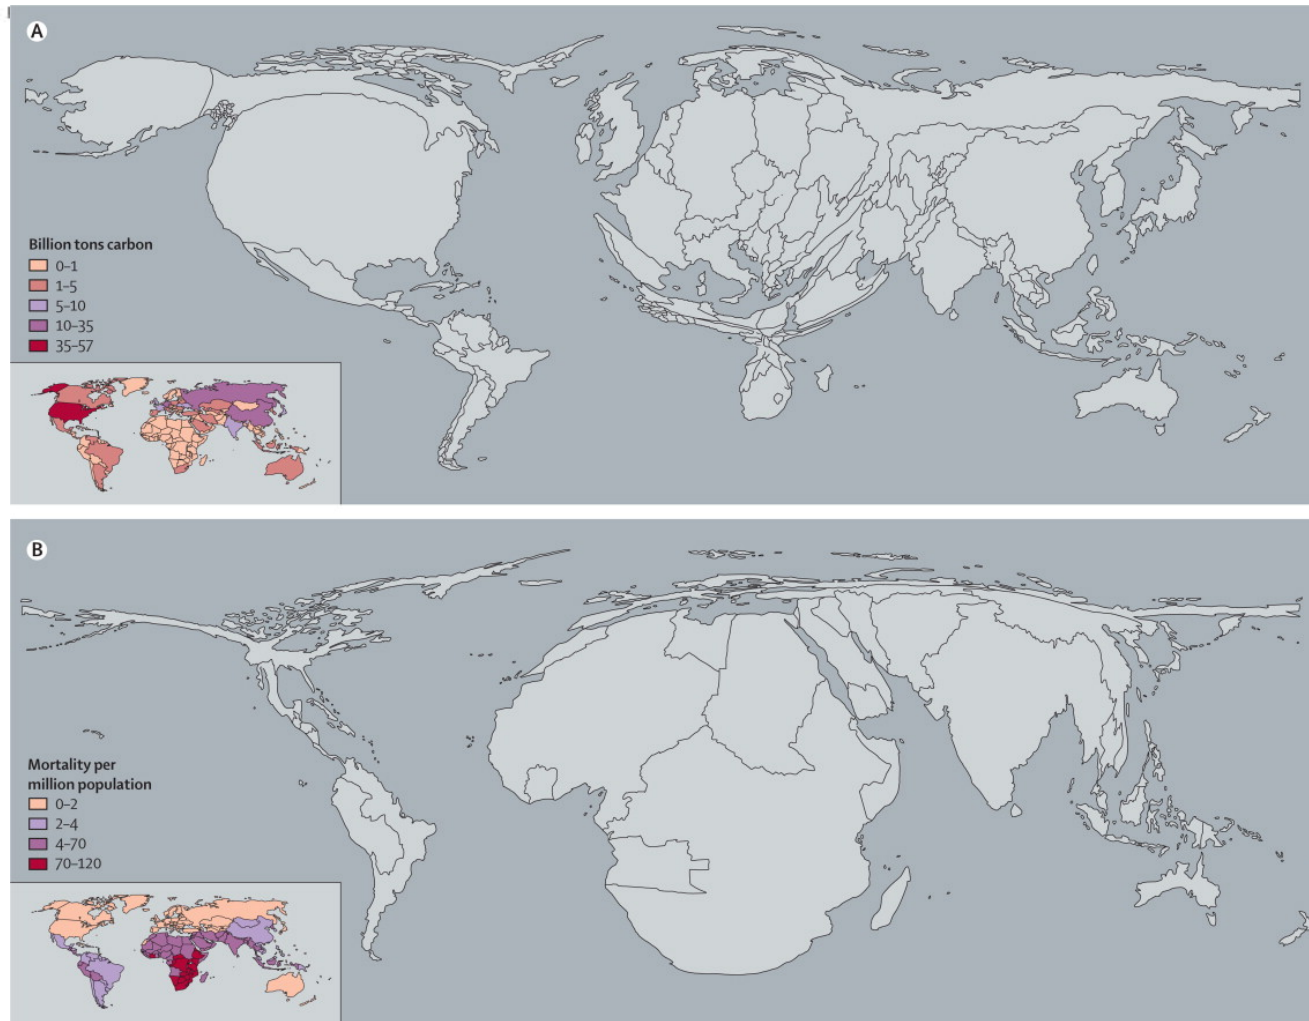 A
Billion tons carbon
0–1
1–5
5–10
10–35
35–57
B
Mortality per
million population
0–2
2–4
4–70
70–120